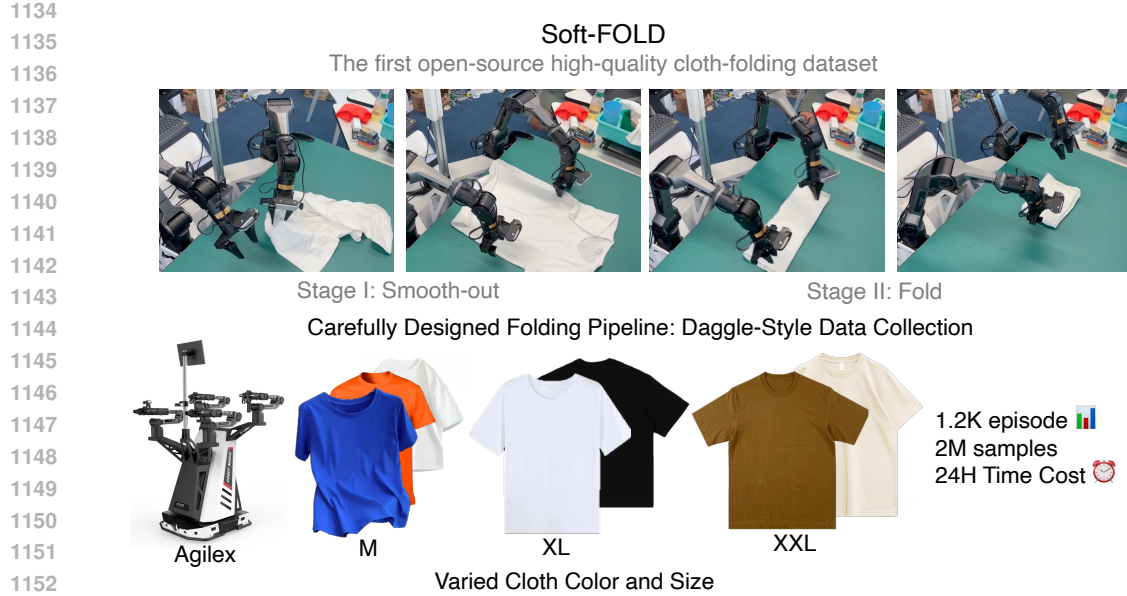 1134
Soft-FOLD
1135
The first open-source high-quality cloth-folding dataset
1136
1137
1138
1139
1140
1141
1142
1143
Stage I: Smooth-out
Stage II: Fold
1144
Carefully Designed Folding Pipeline: Daggle-Style Data Collection
1145
1146
1147
1.2K episode
1148
2M samples
1149
24H Time Cost
1150
1151
Agilex
M
XL
XXL
1152
Varied Cloth Color and Size